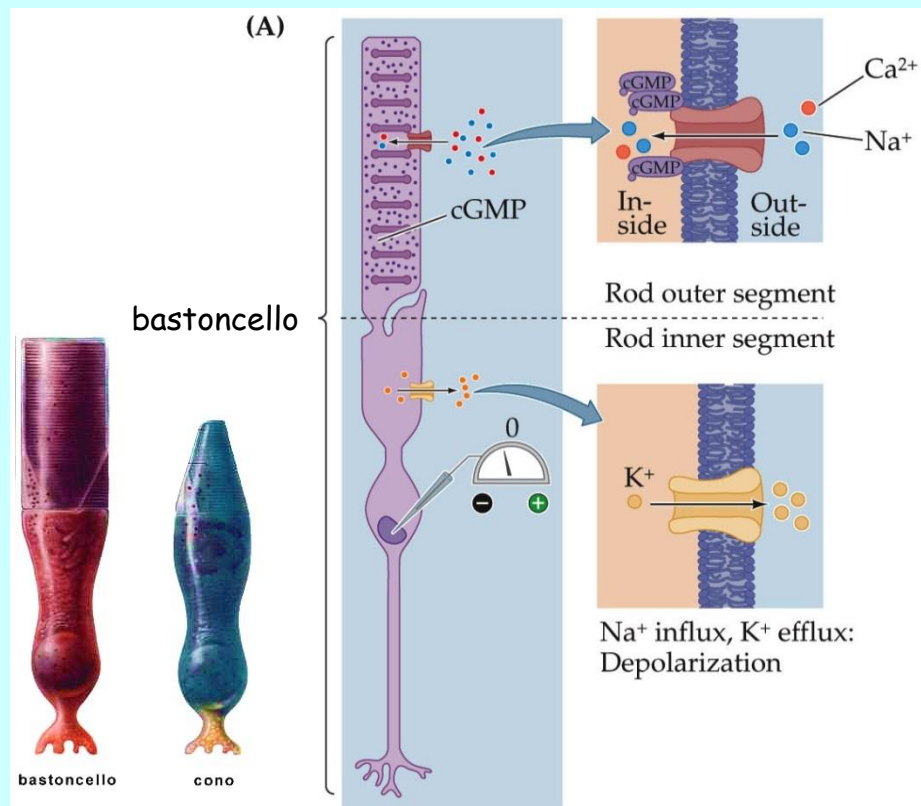 (A)
cGMP
cGMP
cGMP
Ca²⁺
Na⁺
In-
side
Out-
side
cGMP
Rod outer segment
bastoncello
Rod inner segment
0
K⁺
− +
Na⁺ influx, K⁺ efflux:
Depolarization
bastoncello
cono